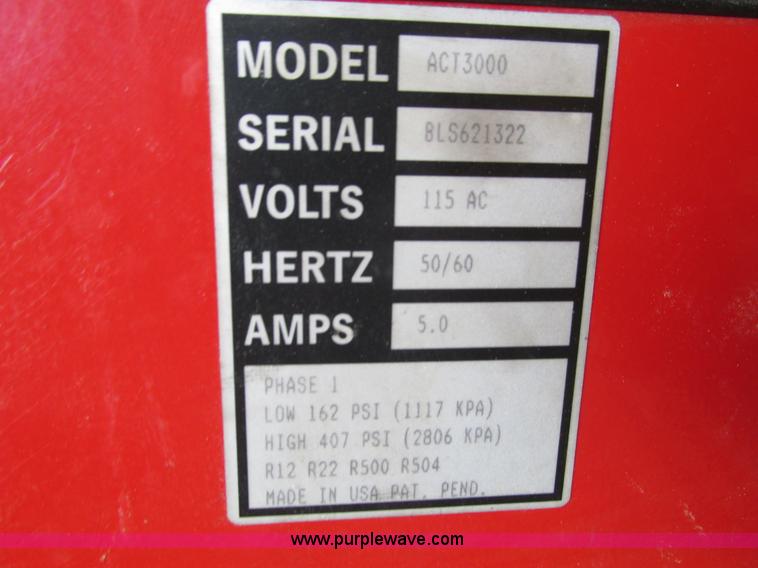 MODEL ACT3000
SERIAL 8LS621322
VOLTS 115 AC
HERTZ 50/60
AMPS 5.0
PHASE 1
LOW 162 PSI (1117 KPA)
HIGH 407 PSI (2806 KPA)
R12 R22 R500 R504
MADE IN USA PAT. PEND.
www.purplewave.com